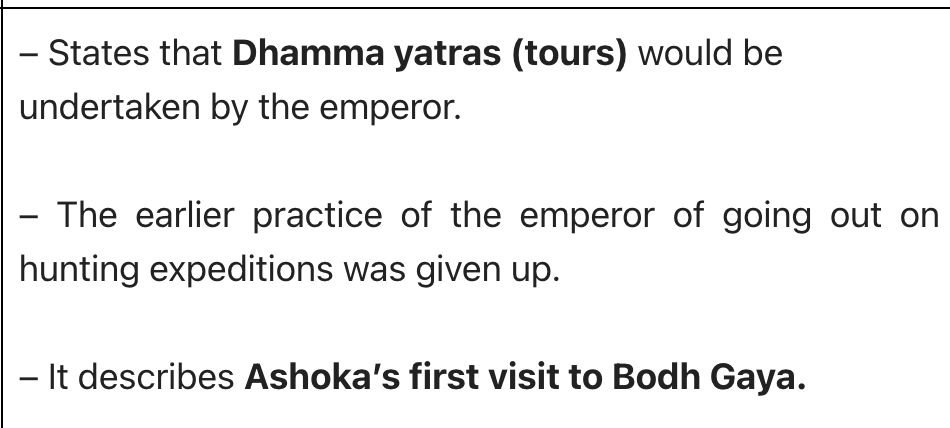 – States that Dhamma yatras (tours) would be
undertaken by the emperor.
– The earlier practice of the emperor of going out on
hunting expeditions was given up.
– It describes Ashoka’s first visit to Bodh Gaya.